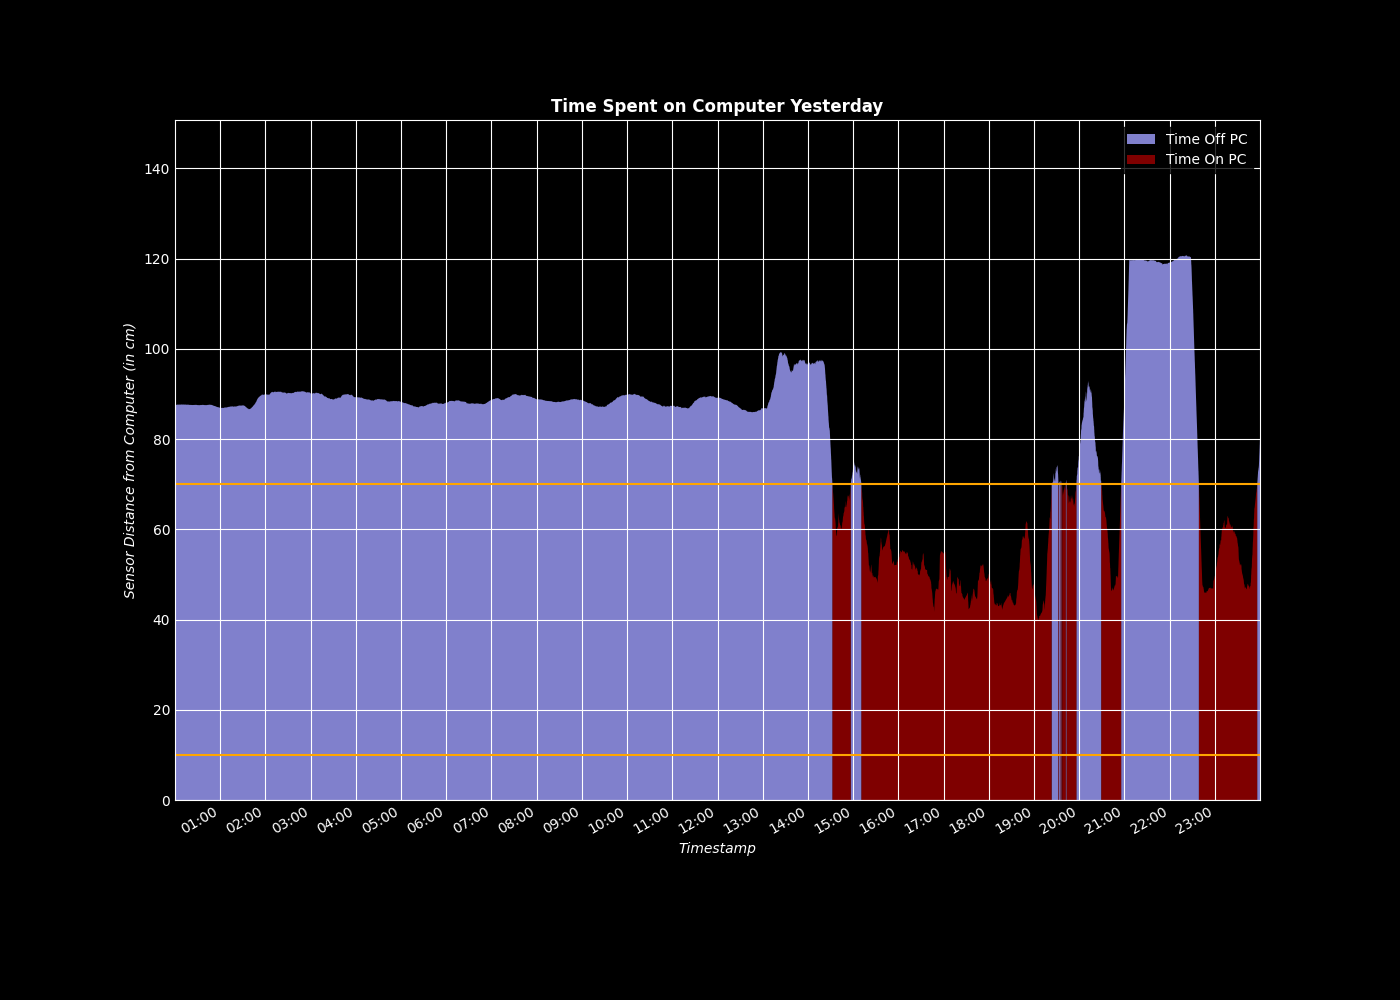 Time Spent on Computer Yesterday
Time Off PC
Time On PC
140
120
100
80
60
40
20
0
Sensor Distance from Computer (in cm)
01:00 02:00 03:00 04:00 05:00 06:00 07:00 08:00 09:00 10:00 11:00 12:00 13:00 14:00 15:00 16:00 17:00 18:00 19:00 20:00 21:00 22:00 23:00
Timestamp